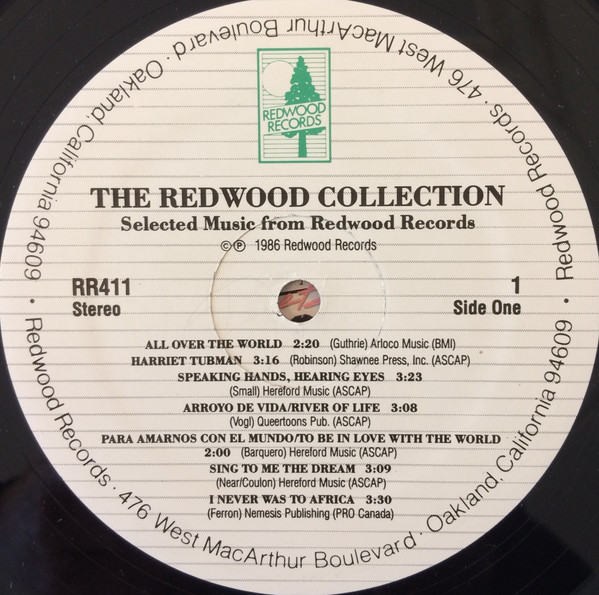 REDWOOD
RECORDS
THE REDWOOD COLLECTION
Selected Music from Redwood Records
©℗ 1986 Redwood Records
RR411
Stereo
1
Side One
ALL OVER THE WORLD 2:20 (Guthrie) Arloco Music (BMI)
HARRIET TUBMAN 3:16 (Robinson) Shawnee Press, Inc. (ASCAP)
SPEAKING HANDS, HEARING EYES 3:23
(Small) Hereford Music (ASCAP)
ARROYO DE VIDA/RIVER OF LIFE 3:08
(Vogl) Queertoons Pub. (ASCAP)
PARA AMARNOS CON EL MUNDO/TO BE IN LOVE WITH THE WORLD
2:00 (Barquero) Hereford Music (ASCAP)
SING TO ME THE DREAM 3:09
(Near/Coulon) Hereford Music (ASCAP)
I NEVER WAS TO AFRICA 3:30
(Ferron) Nemesis Publishing (PRO Canada)
Redwood Records · 476 West MacArthur Boulevard · Oakland, California 94609 ·
Redwood Records · 476 West MacArthur Boulevard · Oakland, California 94609 ·